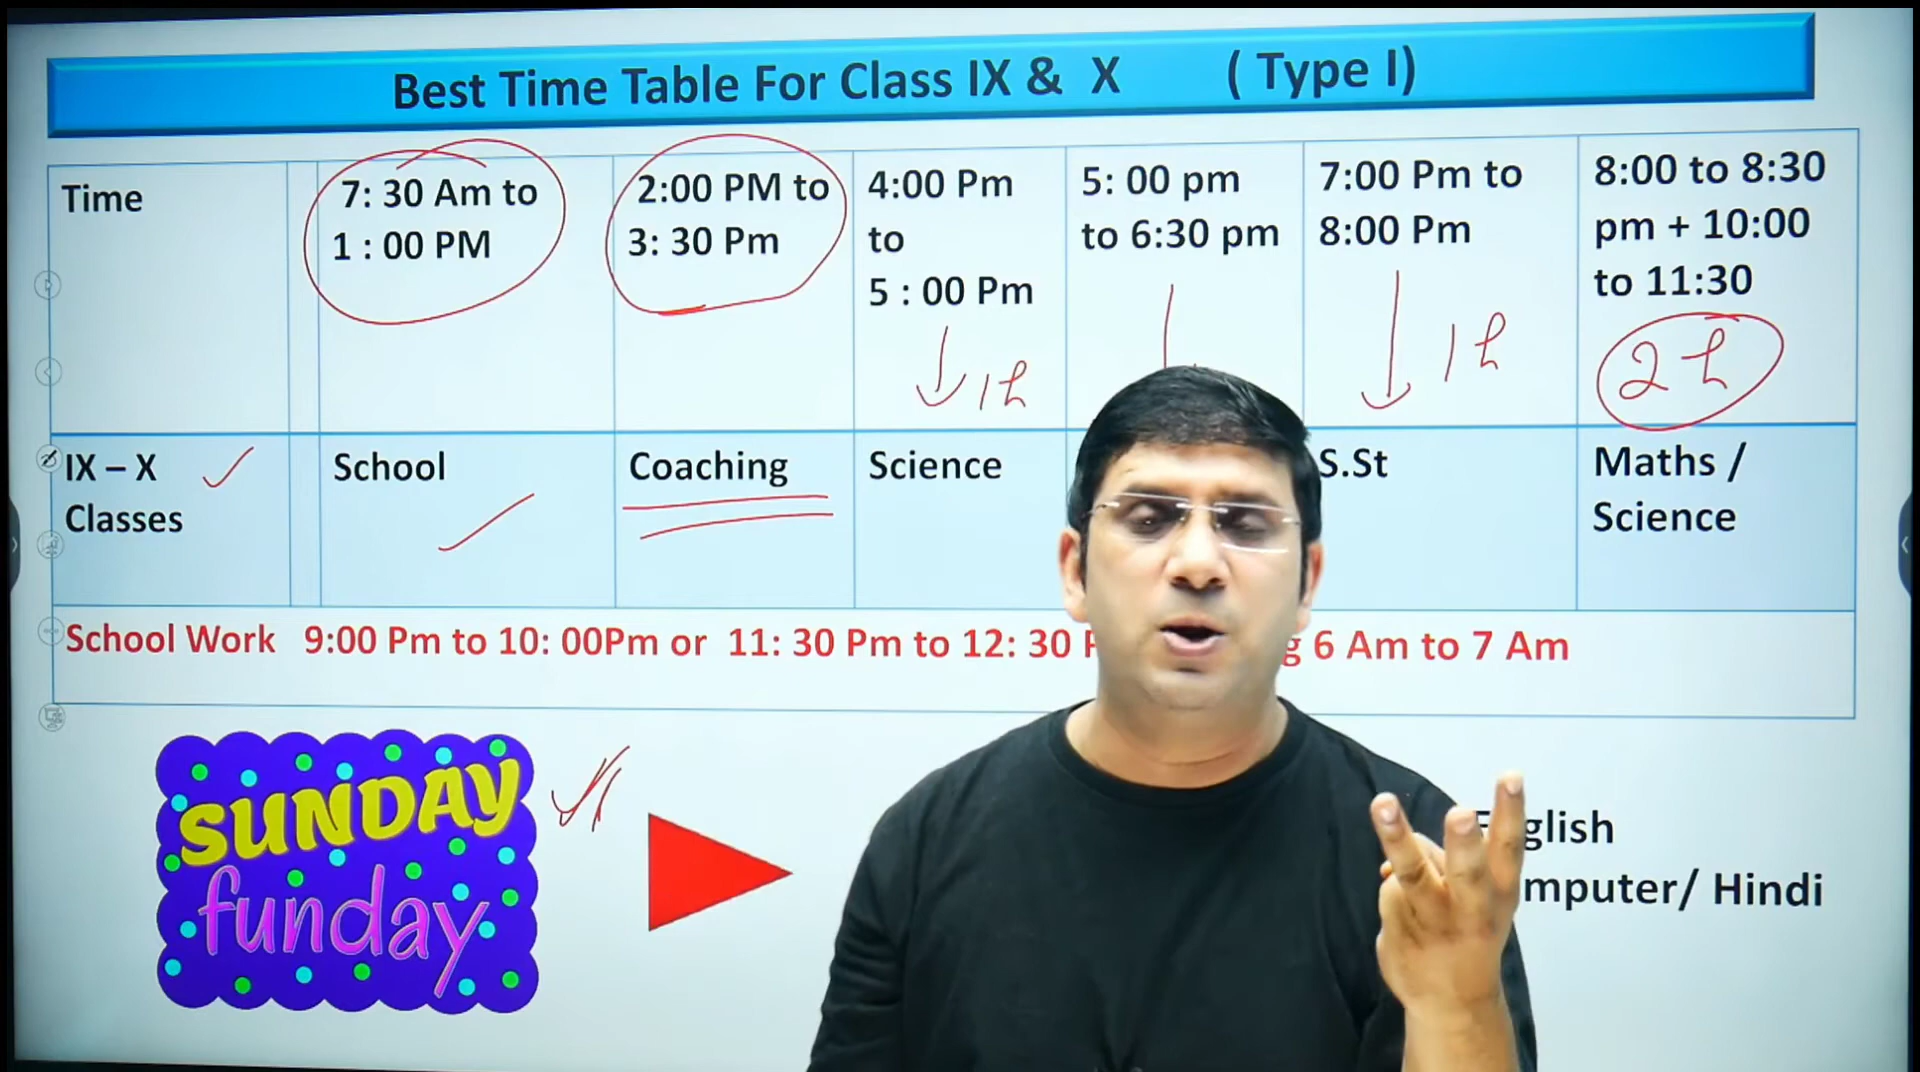 Best Time Table For Class IX & X ( Type I)
Time
7: 30 Am to
1 : 00 PM
2:00 PM to
3: 30 Pm
4:00 Pm
to
5 : 00 Pm
1h
5: 00 pm
to 6:30 pm
7:00 Pm to
8:00 Pm
1h
8:00 to 8:30
pm + 10:00
to 11:30
2h
IX – X
Classes
School
Coaching
Science
S.St
Maths /
Science
School Work 9:00 Pm to 10: 00Pm or 11: 30 Pm to 12: 30 6 Am to 7 Am
SUNDAY
funday
English
mputer/ Hindi